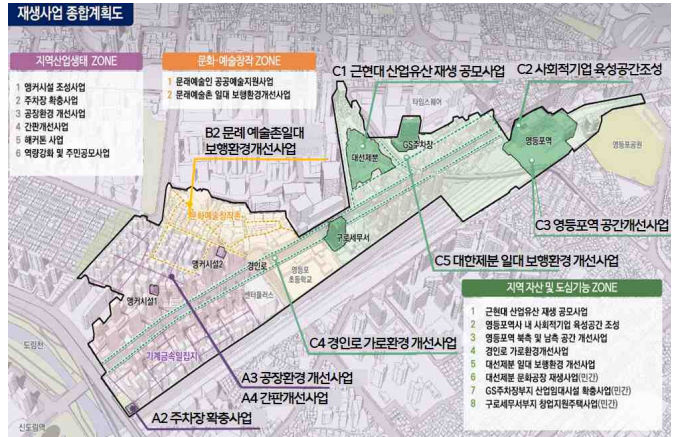 재생사업 종합계획도
지역산업생태 ZONE
1 앵커시설 조성사업
2 주차장 확충사업
3 공장환경 개선사업
4 간판개선사업
5 해커톤 사업
6 역량강화 및 주민공모사업
문화·예술창작 ZONE
1 문래예술인 공공예술지원사업
2 문래예술촌 일대 보행환경개선사업
C1 근현대 산업유산 재생 공모사업
C2 사회적기업 육성공간조성
B2 문래 예술촌일대
보행환경개선사업
타임스퀘어
GS주차장
대선제분
영등포역
영등포공원
문화예술창작촌
C3 영등포역 공간개선사업
구로세무서
C5 대한제분 일대 보행환경 개선사업
앵커시설2
경인로
영등포
초등학교
앵커시설1
센터플러스
도림천
기계금속밀집지
C4 경인로 가로환경 개선사업
A3 공장환경 개선사업
A4 간판개선사업
A2 주차장 확충사업
신도림역
지역 자산 및 도심기능 ZONE
1 근현대 산업유산 재생 공모사업
2 영등포역사 내 사회적기업 육성공간 조성
3 영등포역 북측 및 남측 공간 개선사업
4 경인로 가로환경개선사업
5 대선제분 일대 보행환경 개선사업
6 대선제분 문화공장 재생사업(민간)
7 GS주차장부지 산업임대시설 확충사업(민간)
8 구로세무서부지 창업지원주택사업(민간)